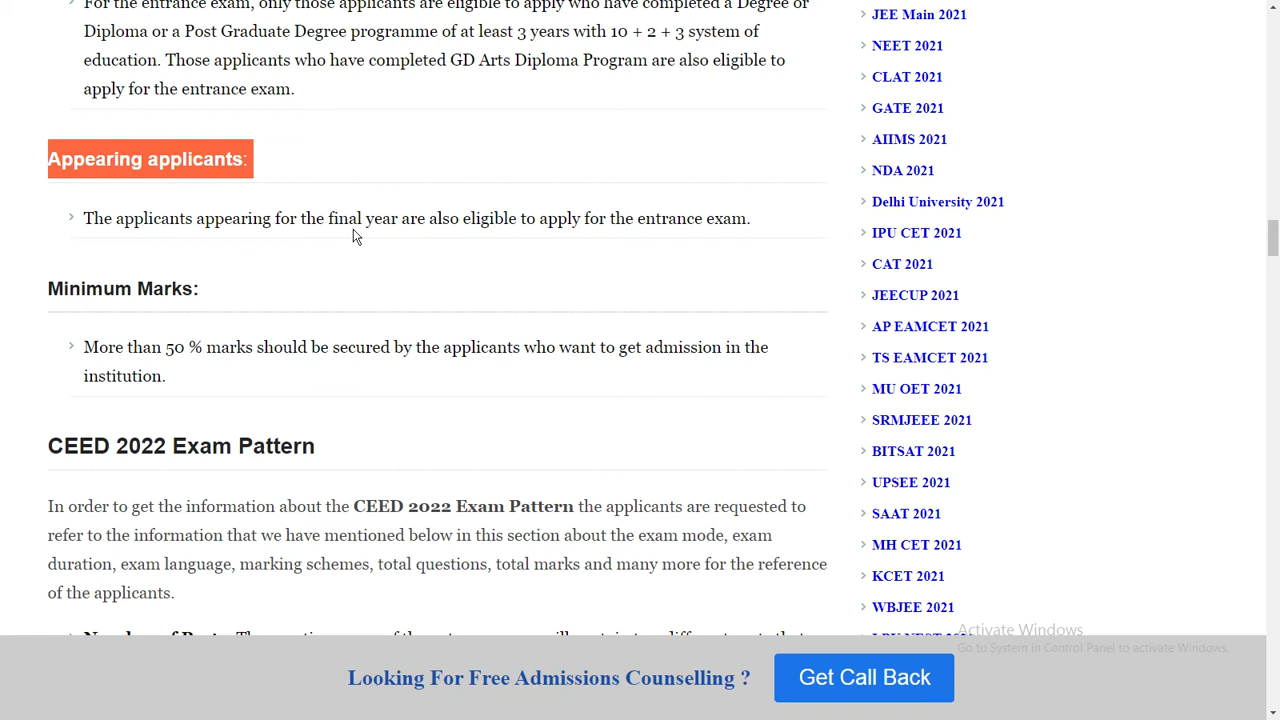 For the entrance exam, only those applicants are eligible to apply who have completed a Degree or
Diploma or a Post Graduate Degree programme of at least 3 years with 10 + 2 + 3 system of
education. Those applicants who have completed GD Arts Diploma Program are also eligible to
apply for the entrance exam.
Appearing applicants:
The applicants appearing for the final year are also eligible to apply for the entrance exam.
Minimum Marks:
More than 50 % marks should be secured by the applicants who want to get admission in the
institution.
CEED 2022 Exam Pattern
In order to get the information about the CEED 2022 Exam Pattern the applicants are requested to
refer to the information that we have mentioned below in this section about the exam mode, exam
duration, exam language, marking schemes, total questions, total marks and many more for the reference
of the applicants.
JEE Main 2021
NEET 2021
CLAT 2021
GATE 2021
AIIMS 2021
NDA 2021
Delhi University 2021
IPU CET 2021
CAT 2021
JEECUP 2021
AP EAMCET 2021
TS EAMCET 2021
MU OET 2021
SRMJEEE 2021
BITSAT 2021
UPSEE 2021
SAAT 2021
MH CET 2021
KCET 2021
WBJEE 2021
Activate Windows
Go to System in Control Panel to activate Windows.
Looking For Free Admissions Counselling ?
Get Call Back